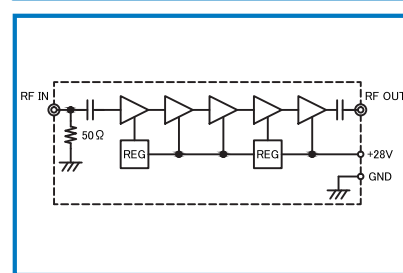 RF IN
RF OUT
50Ω
REG
REG
+28V
GND